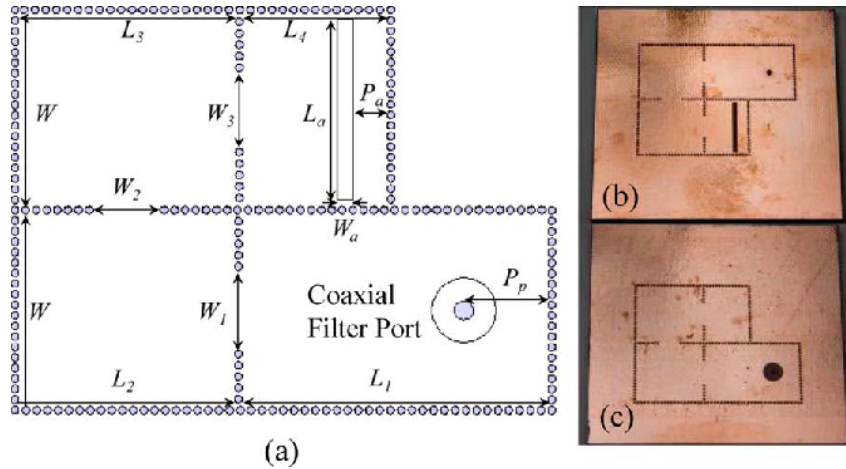 L3
L4
W
W3
La
Pa
W2
Wa
W
W1
Coaxial
Filter Port
Pp
L2
L1
(a)
(b)
(c)